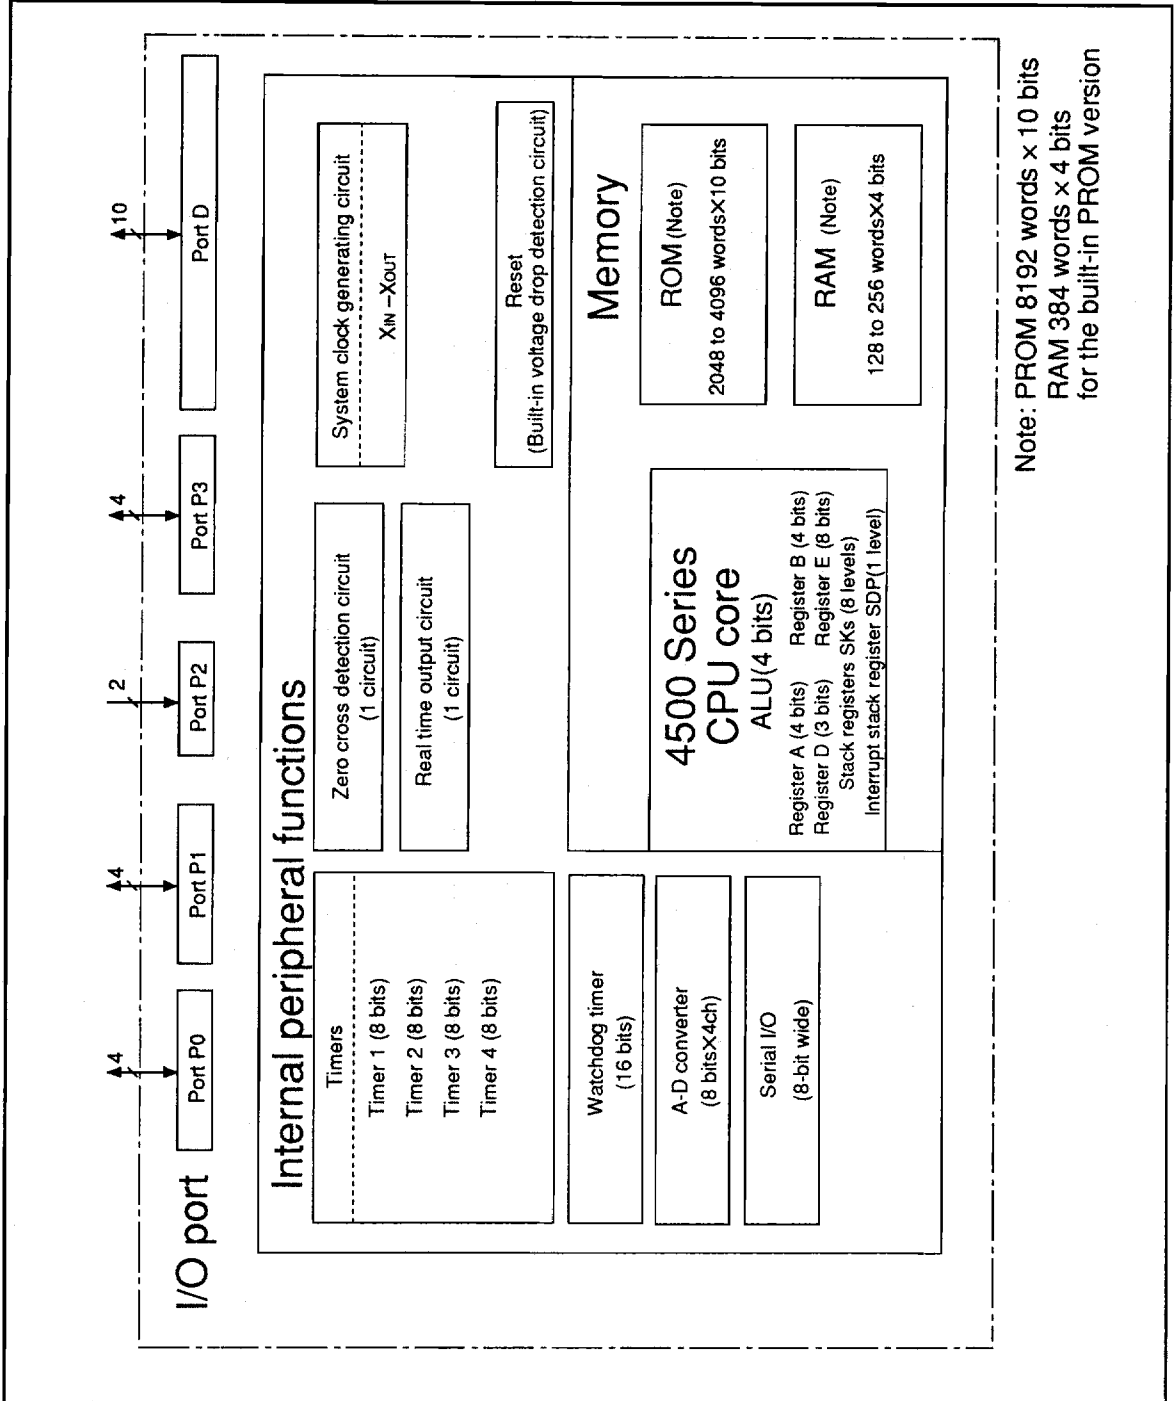 I/O port
4
4
2
4
10
Port P0
Port P1
Port P2
Port P3
Port D
Internal peripheral functions
Timers
Timer 1 (8 bits)
Timer 2 (8 bits)
Timer 3 (8 bits)
Timer 4 (8 bits)
Zero cross detection circuit
(1 circuit)
Real time output circuit
(1 circuit)
System clock generating circuit
XIN –XOUT
Reset
(Built-in voltage drop detection circuit)
Watchdog timer
(16 bits)
A-D converter
(8 bits×4ch)
Serial I/O
(8-bit wide)
4500 Series
CPU core
ALU(4 bits)
Register A (4 bits) Register B (4 bits)
Register D (3 bits) Register E (8 bits)
Stack registers SKs (8 levels)
Interrupt stack register SDP(1 level)
Memory
ROM (Note)
2048 to 4096 words×10 bits
RAM (Note)
128 to 256 words×4 bits
Note: PROM 8192 words × 10 bits
RAM 384 words × 4 bits
for the built-in PROM version